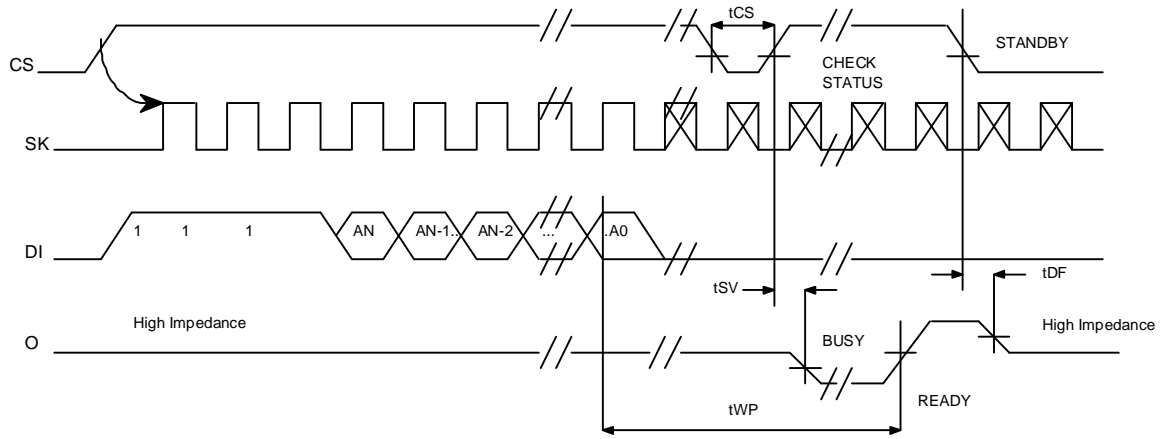 tCS
STANDBY
CS
CHECK
STATUS
SK
1 1 1 AN AN-1.. AN-2 ... .A0
DI
tSV
tDF
High Impedance
High Impedance
O
BUSY
tWP
READY